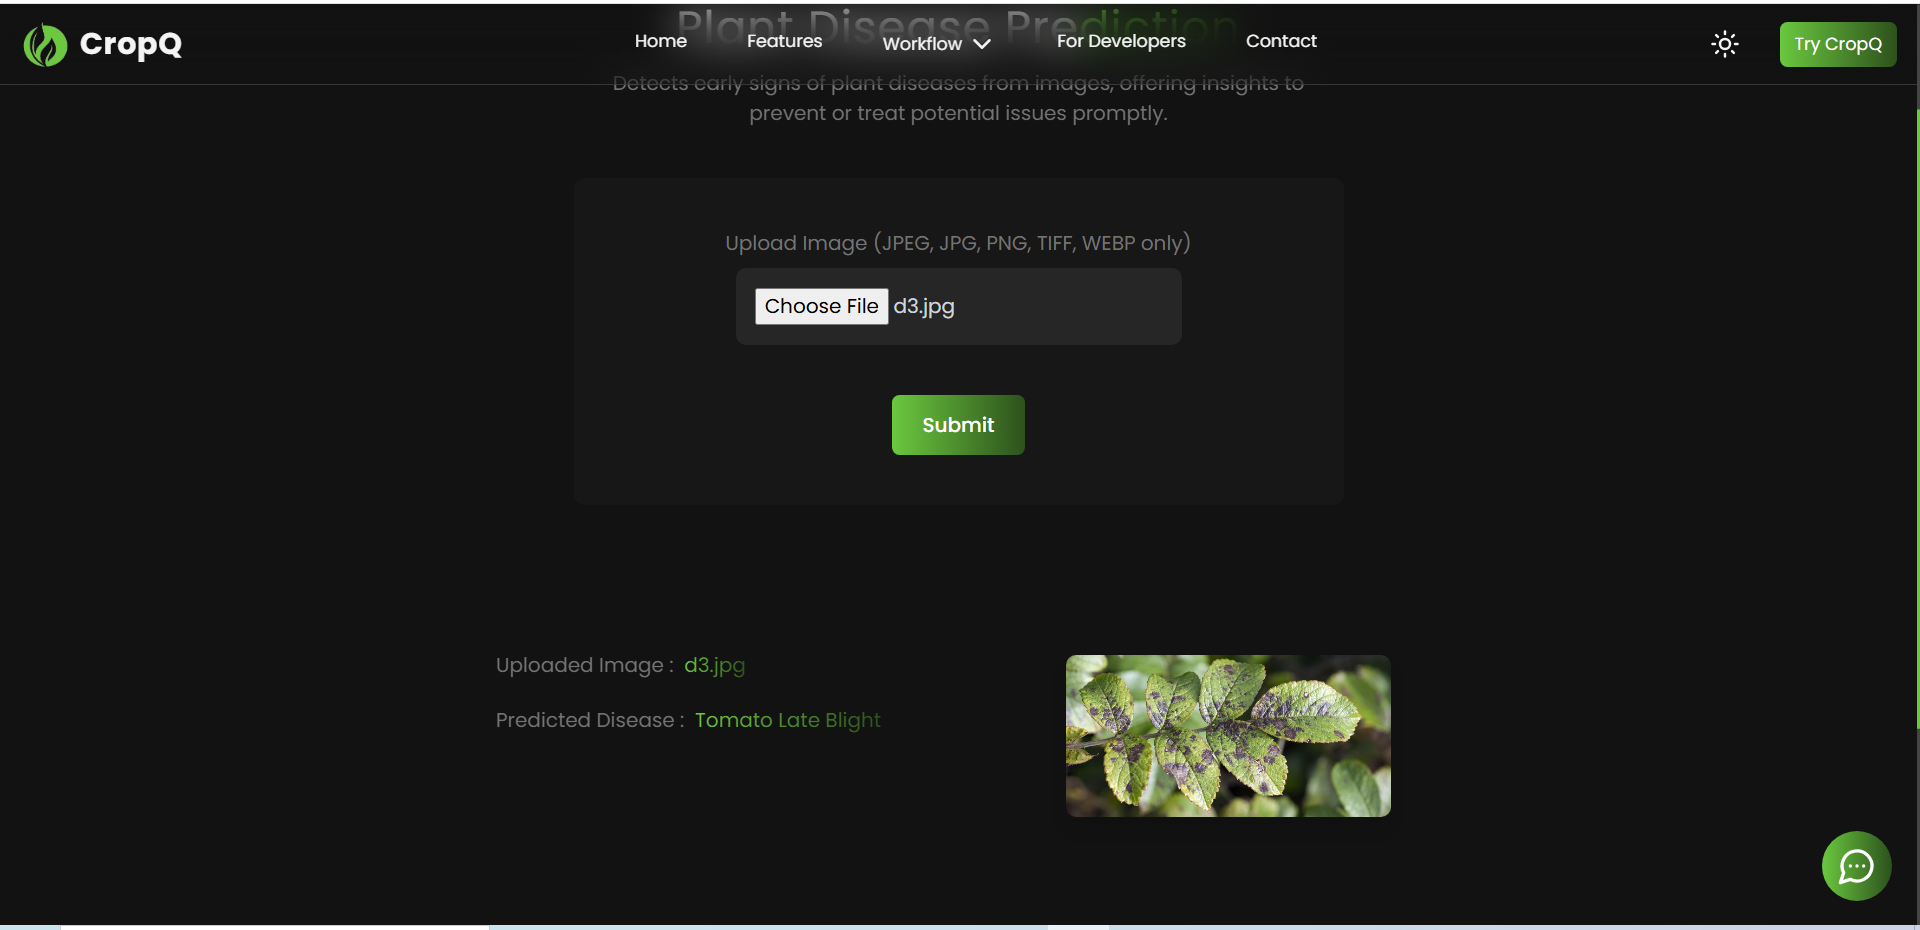 Plant Disease Prediction
CropQ
Home
Features
Workflow
For Developers
Contact
Try CropQ
Detects early signs of plant diseases from images, offering insights to
prevent or treat potential issues promptly.
Upload Image (JPEG, JPG, PNG, TIFF, WEBP only)
Choose File d3.jpg
Submit
Uploaded Image : d3.jpg
Predicted Disease : Tomato Late Blight